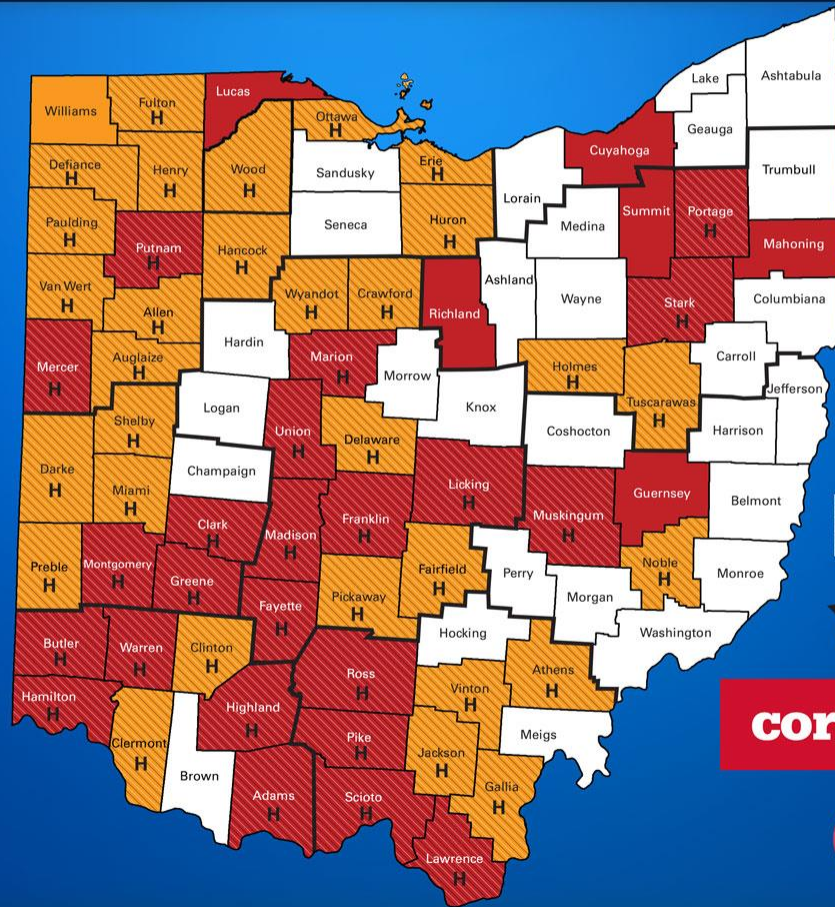 Lake
Ashtabula
Lucas
Williams
Fulton
H
Ottawa
H
Geauga
Cuyahoga
Defiance
H
Henry
H
Wood
H
Sandusky
Erie
H
Trumbull
Lorain
Paulding
H
Seneca
Huron
H
Medina
Summit
Portage
H
Putnam
H
Hancock
H
Mahoning
Van Wert
H
Allen
H
Wyandot
H
Crawford
H
Richland
Ashland
Wayne
Stark
H
Columbiana
Hardin
Mercer
H
Auglaize
H
Marion
H
Morrow
Holmes
H
Carroll
Jefferson
Logan
Knox
Tuscarawas
H
Shelby
H
Union
H
Delaware
H
Coshocton
Harrison
Darke
H
Miami
H
Champaign
Licking
H
Guernsey
Belmont
Clark
H
Madison
H
Franklin
H
Muskingum
H
Preble
H
Montgomery
H
Greene
H
Fairfield
H
Perry
Noble
H
Monroe
Fayette
H
Pickaway
H
Morgan
Butler
H
Warren
H
Clinton
H
Hocking
Washington
Hamilton
H
Ross
H
Vinton
H
Athens
H
Highland
H
Clermont
H
Pike
H
Jackson
H
Meigs
cor
Brown
Adams
H
Scioto
H
Gallia
H
Lawrence
H